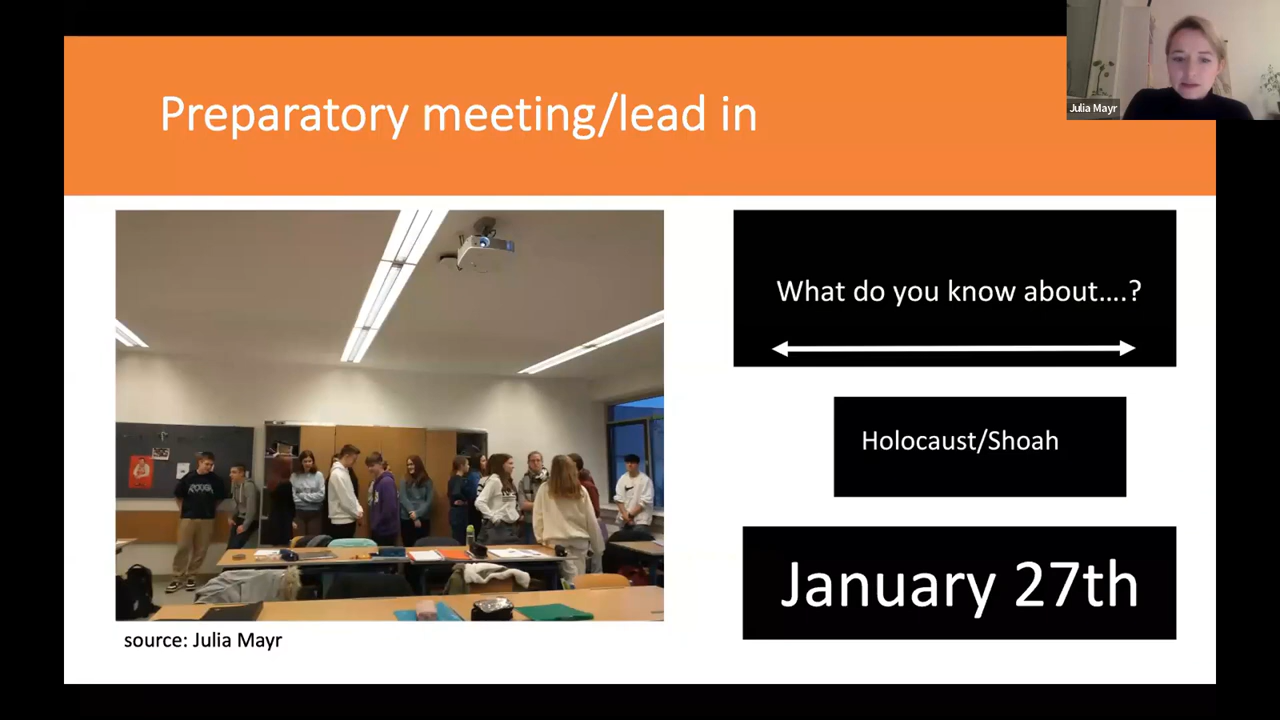 Preparatory meeting/lead in
Julia Mayr
What do you know about....?
Holocaust/Shoah
January 27th
source: Julia Mayr